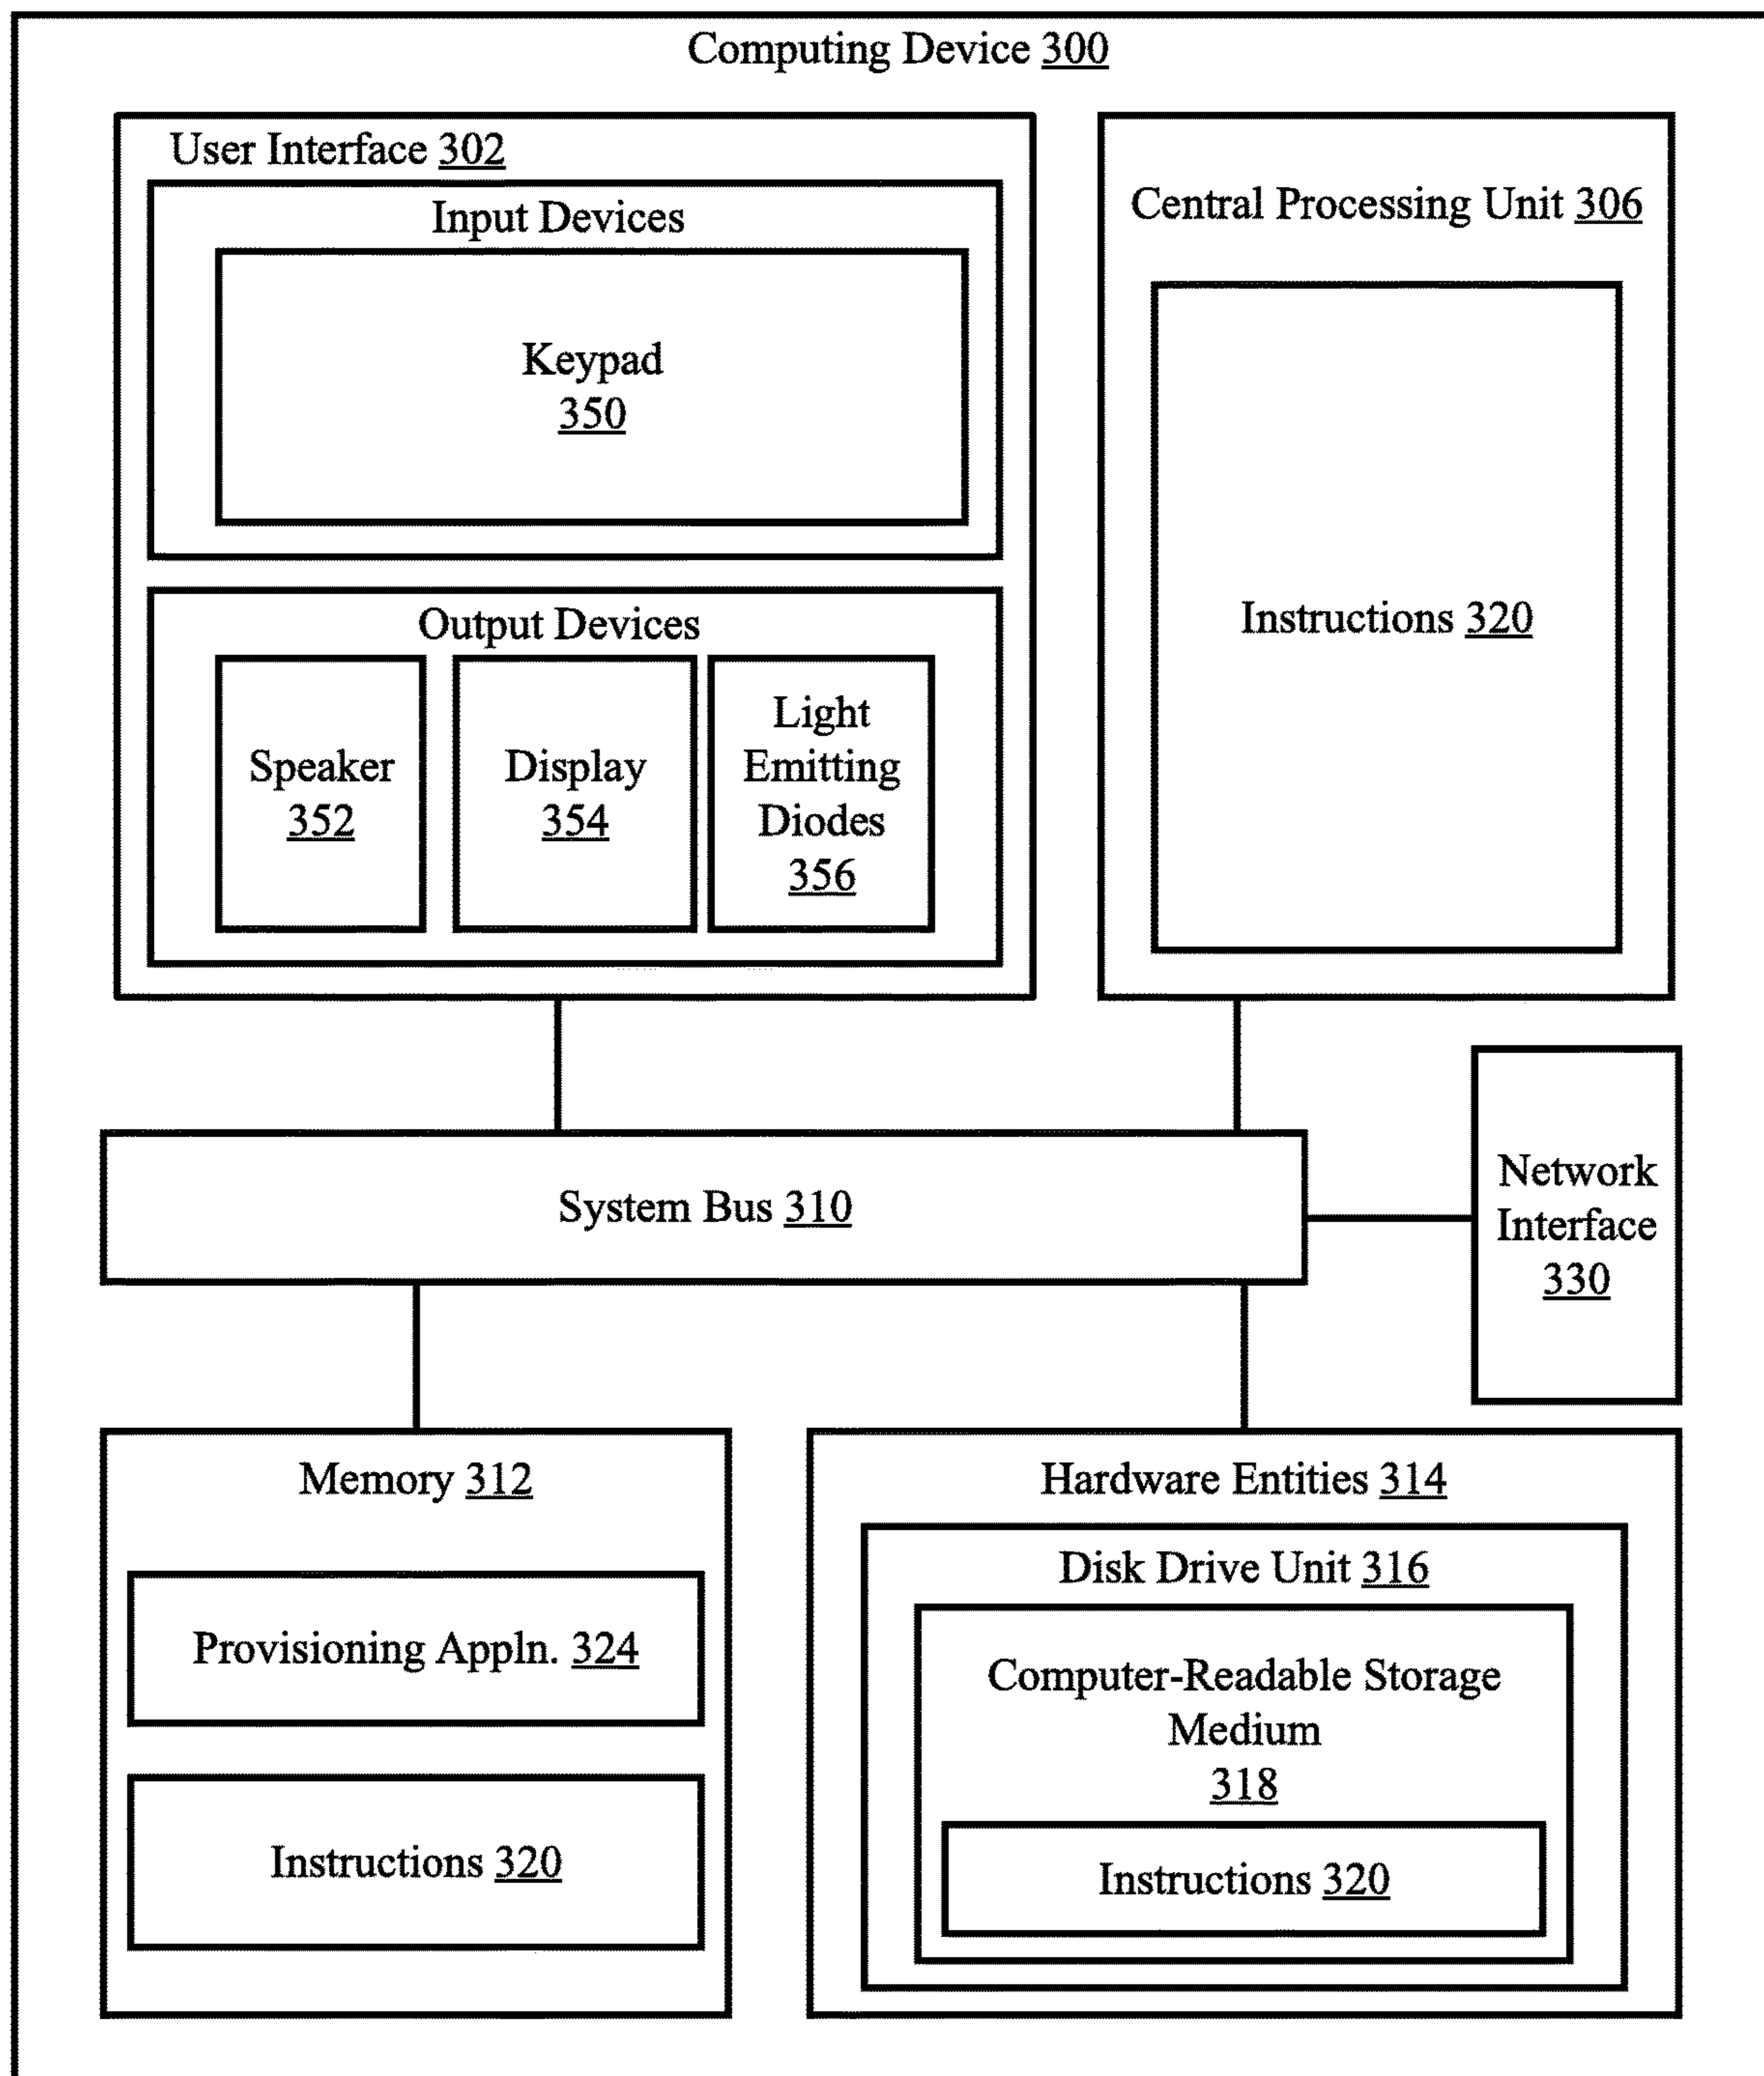 Computing Device 300
User Interface 302
Input Devices
Keypad
350
Output Devices
Speaker
352
Display
354
Light
Emitting
Diodes
356
Central Processing Unit 306
Instructions 320
System Bus 310
Network
Interface
330
Memory 312
Provisioning Appln. 324
Instructions 320
Hardware Entities 314
Disk Drive Unit 316
Computer-Readable Storage
Medium
318
Instructions 320